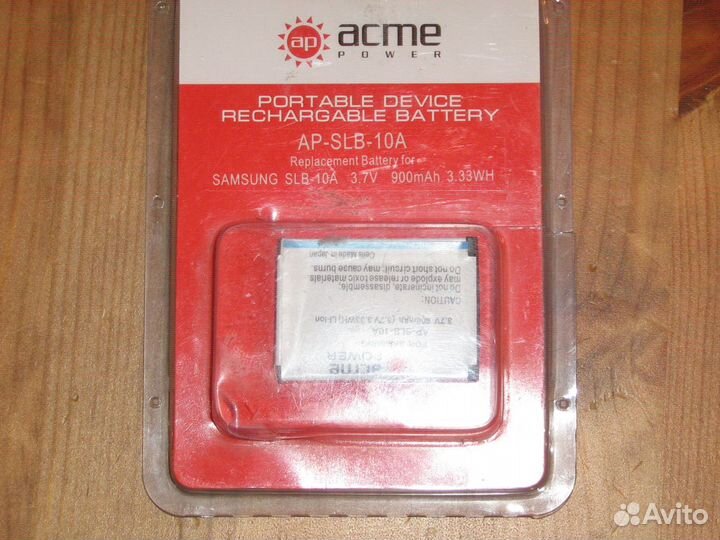 ap acme
POWER
PORTABLE DEVICE
RECHARGABLE BATTERY
AP-SLB-10A
Replacement Battery for
SAMSUNG SLB-10A 3.7V 900mAh 3.33WH
acme
POWER
AP-SLB-10A
CAUTION:
Do not incinarate, disassemble;
may explode or release toxic materials
Do not short circuit; may cause burns.
Cells Made in Japan
Avito